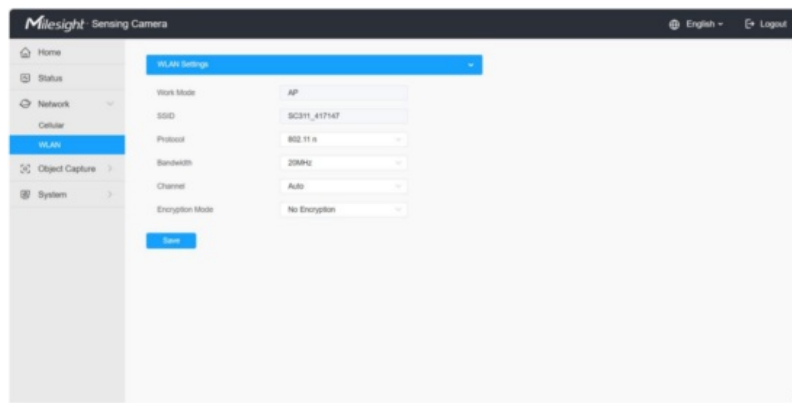 Milesight · Sensing Camera
English
Logout
Home
Status
Network
Cellular
WLAN
Object Capture
System
WLAN Settings
Work Mode AP
SSID SC311_417147
Protocol 802.11 n
Bandwidth 20MHz
Channel Auto
Encryption Mode No Encryption
Save